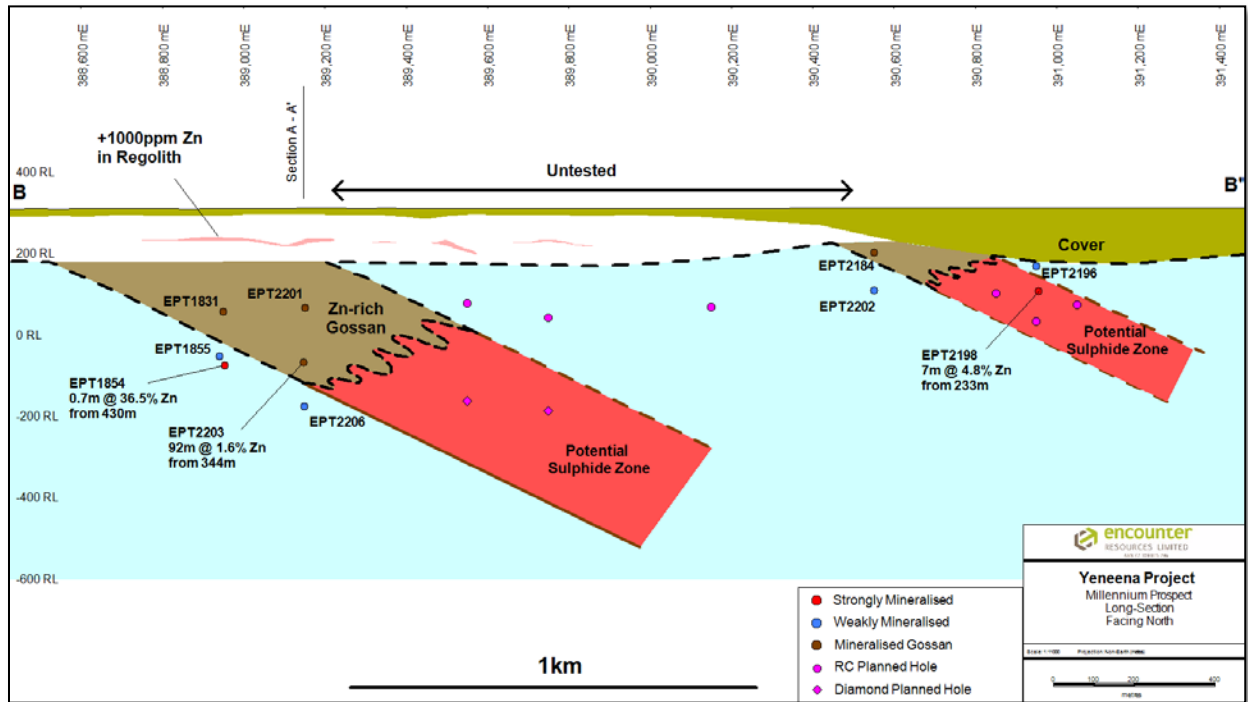 388,600 mE
388,800 mE
389,000 mE
389,200 mE
389,400 mE
389,600 mE
389,800 mE
390,000 mE
390,200 mE
390,400 mE
390,600 mE
390,800 mE
391,000 mE
391,200 mE
391,400 mE
Section A - A'
+1000ppm Zn
in Regolith
400 RL
Untested
B
B"
200 RL
Cover
EPT2184
EPT2196
EPT1831
EPT2201
Zn-rich
Gossan
EPT2202
0 RL
EPT1855
Potential
Sulphide Zone
EPT2198
7m @ 4.8% Zn
from 233m
EPT1854
0.7m @ 36.5% Zn
from 430m
-200 RL
EPT2206
EPT2203
92m @ 1.6% Zn
from 344m
Potential
Sulphide Zone
-400 RL
-600 RL
encounter
RESOURCES LIMITED
Yeneena Project
Millennium Prospect
Long-Section
Facing North
0 100 200 400
metres
Strongly Mineralised
Weakly Mineralised
Mineralised Gossan
RC Planned Hole
Diamond Planned Hole
1km